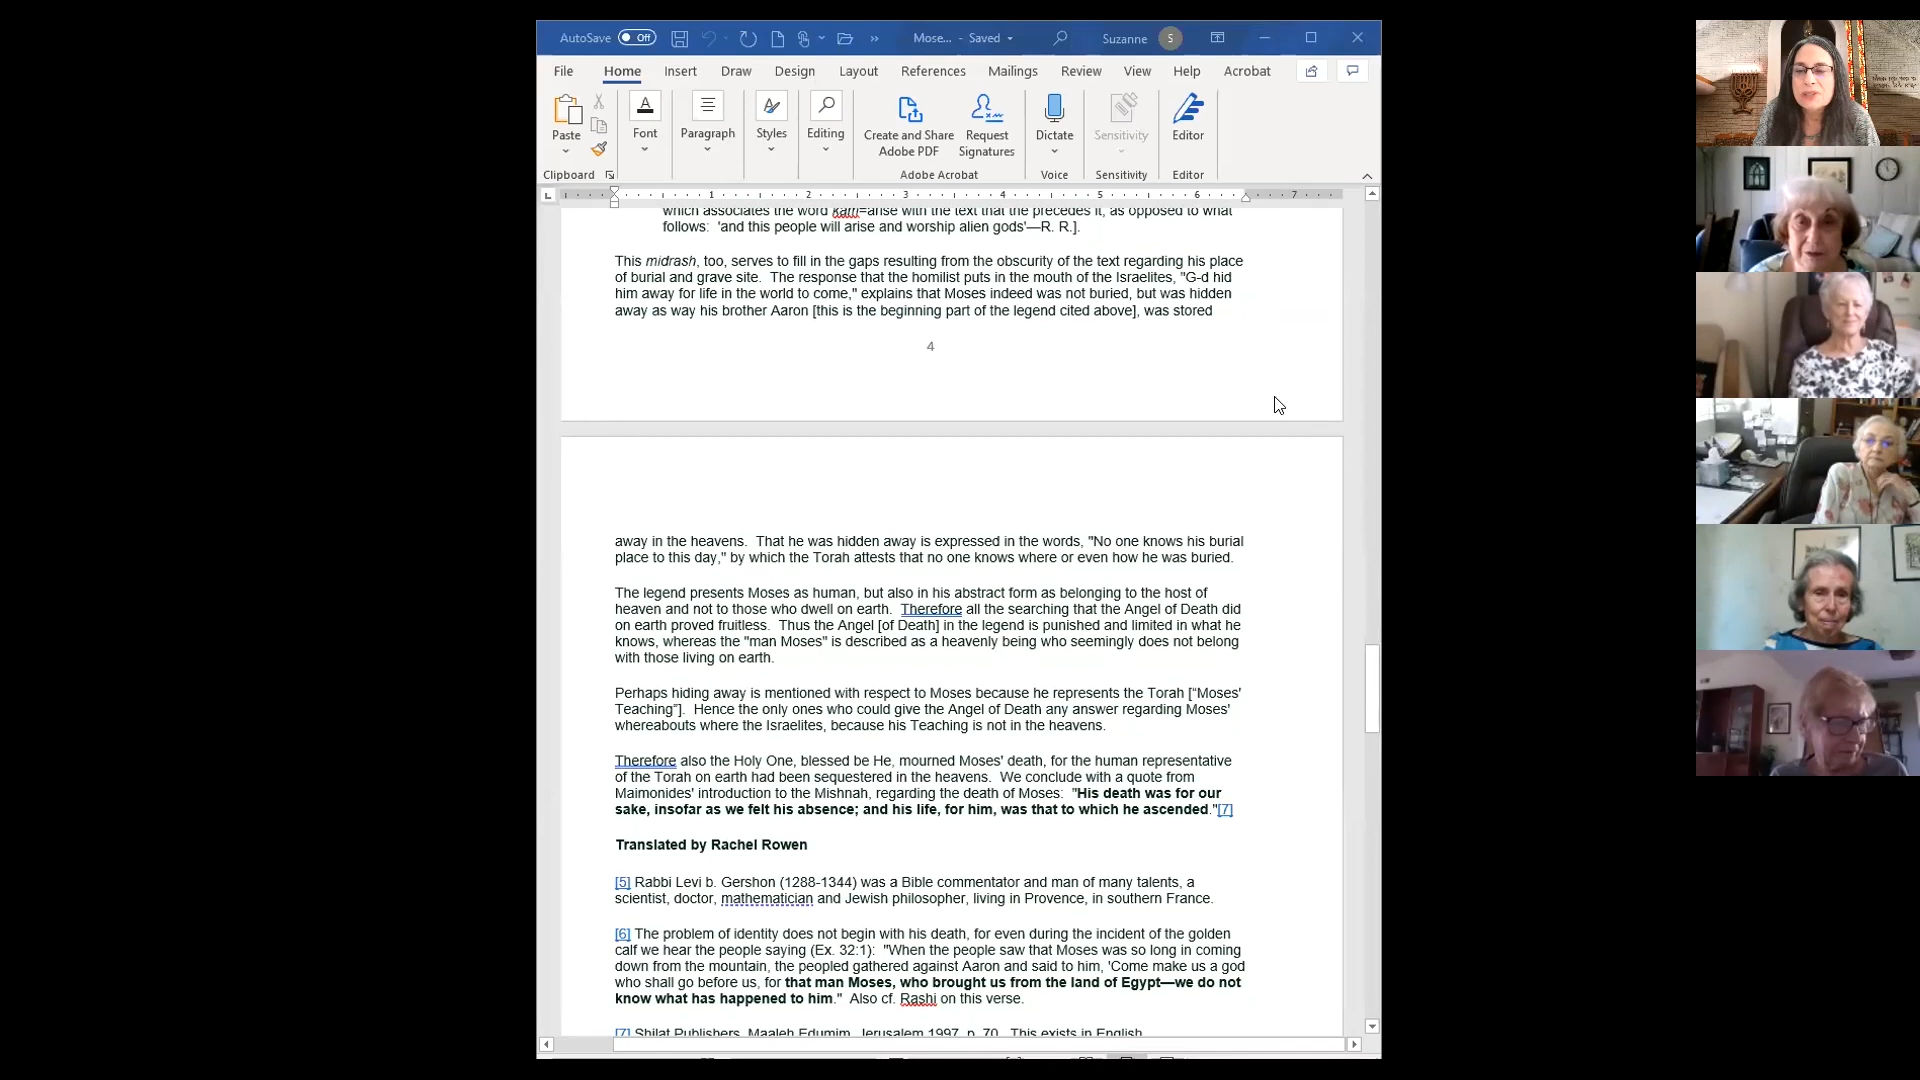 AutoSave Off Mose... - Saved Suzanne S
File Home Insert Draw Design Layout References Mailings Review View Help Acrobat
Paste Font Paragraph Styles Editing Create and Share Adobe PDF Request Signatures Dictate Sensitivity Editor
Clipboard Adobe Acrobat Voice Sensitivity Editor
1 2 3 4 5 6 7
which associates the word kam=arise with the text that the precedes it, as opposed to what
follows:  'and this people will arise and worship alien gods'—R. R.].
This midrash, too, serves to fill in the gaps resulting from the obscurity of the text regarding his place
of burial and grave site.  The response that the homilist puts in the mouth of the Israelites, "G-d hid
him away for life in the world to come," explains that Moses indeed was not buried, but was hidden
away as way his brother Aaron [this is the beginning part of the legend cited above], was stored
4
away in the heavens.  That he was hidden away is expressed in the words, "No one knows his burial
place to this day," by which the Torah attests that no one knows where or even how he was buried.
The legend presents Moses as human, but also in his abstract form as belonging to the host of
heaven and not to those who dwell on earth.  Therefore all the searching that the Angel of Death did
on earth proved fruitless.  Thus the Angel [of Death] in the legend is punished and limited in what he
knows, whereas the "man Moses" is described as a heavenly being who seemingly does not belong
with those living on earth.
Perhaps hiding away is mentioned with respect to Moses because he represents the Torah ["Moses'
Teaching"].  Hence the only ones who could give the Angel of Death any answer regarding Moses'
whereabouts where the Israelites, because his Teaching is not in the heavens.
Therefore also the Holy One, blessed be He, mourned Moses' death, for the human representative
of the Torah on earth had been sequestered in the heavens.  We conclude with a quote from
Maimonides' introduction to the Mishnah, regarding the death of Moses:  "His death was for our
sake, insofar as we felt his absence; and his life, for him, was that to which he ascended."[7]
Translated by Rachel Rowen
[5] Rabbi Levi b. Gershon (1288-1344) was a Bible commentator and man of many talents, a
scientist, doctor, mathematician and Jewish philosopher, living in Provence, in southern France.
[6] The problem of identity does not begin with his death, for even during the incident of the golden
calf we hear the people saying (Ex. 32:1):  "When the people saw that Moses was so long in coming
down from the mountain, the peopled gathered against Aaron and said to him, 'Come make us a god
who shall go before us, for that man Moses, who brought us from the land of Egypt—we do not
know what has happened to him."  Also cf. Rashi on this verse.
[7] Shilat Publishers, Maaleh Edumim, Jerusalem 1997, p. 70.  This exists in English